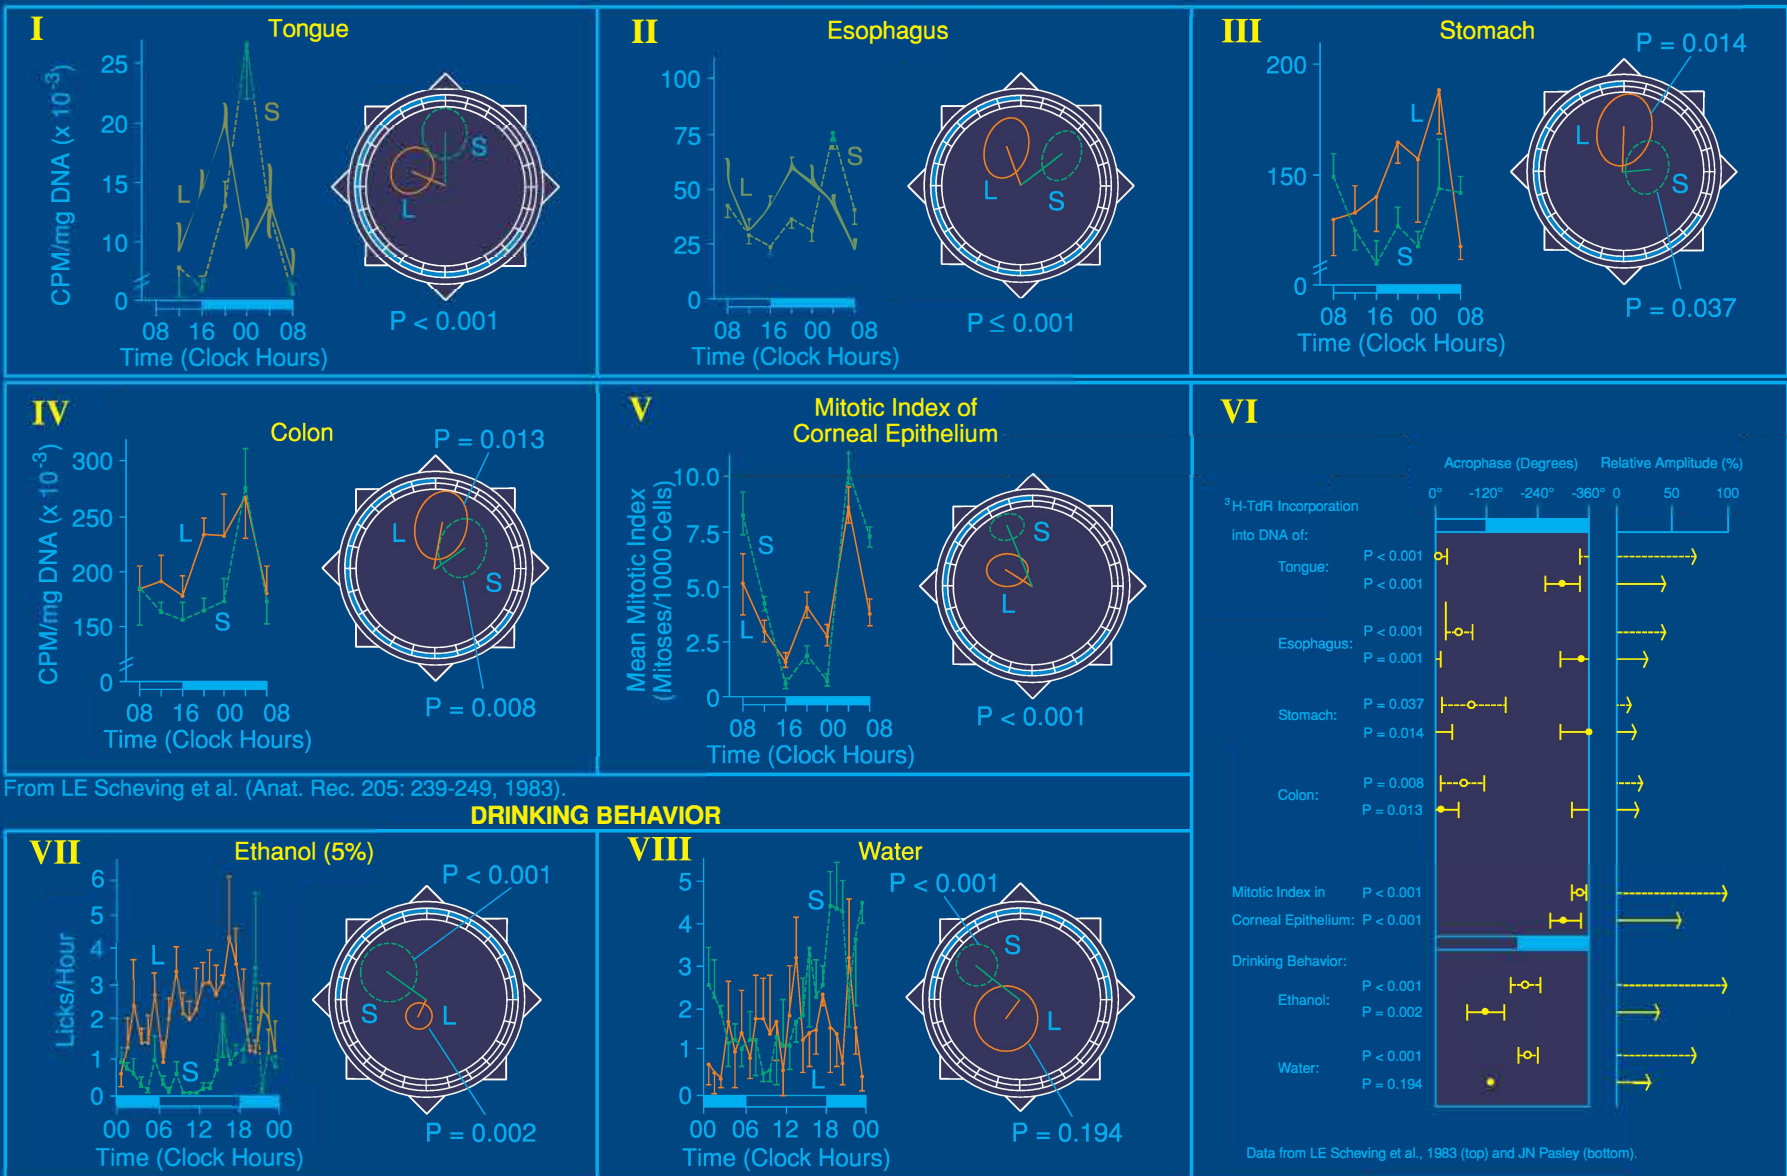 I
Tongue
CPM/mg DNA (x 10-3)
25
20
15
10
0
L
S
08 16 00 08
Time (Clock Hours)
S
L
P < 0.001
II
Esophagus
100
75
50
25
0
L
S
08 16 00 08
Time (Clock Hours)
L
S
P ≤ 0.001
III
Stomach
200
150
0
L
S
08 16 00 08
Time (Clock Hours)
P = 0.014
L
S
P = 0.037
IV
Colon
CPM/mg DNA (x 10-3)
300
250
200
150
0
L
S
08 16 00 08
Time (Clock Hours)
P = 0.013
L
S
P = 0.008
V
Mitotic Index of
Corneal Epithelium
Mean Mitotic Index
(Mitoses/1000 Cells)
10.0
7.5
5.0
2.5
0
S
L
08 16 00 08
Time (Clock Hours)
S
L
P < 0.001
VI
Acrophase (Degrees) Relative Amplitude (%)
0° -120° -240° -360° 0 50 100
3H-TdR Incorporation
into DNA of:
P < 0.001
Tongue:
P < 0.001
P < 0.001
Esophagus:
P = 0.001
P = 0.037
Stomach:
P = 0.014
P = 0.008
Colon:
P = 0.013
Mitotic Index in P < 0.001
Corneal Epithelium: P < 0.001
Drinking Behavior:
P < 0.001
Ethanol:
P = 0.002
P < 0.001
Water:
P = 0.194
Data from LE Scheving et al., 1983 (top) and JN Pasley (bottom).
From LE Scheving et al. (Anat. Rec. 205: 239-249, 1983).
DRINKING BEHAVIOR
VII
Ethanol (5%)
Licks/Hour
6
5
4
3
2
1
0
L
S
00 06 12 18 00
Time (Clock Hours)
P < 0.001
S
L
P = 0.002
VIII
Water
5
4
3
2
1
0
S
L
00 06 12 18 00
Time (Clock Hours)
P < 0.001
S
L
P = 0.194